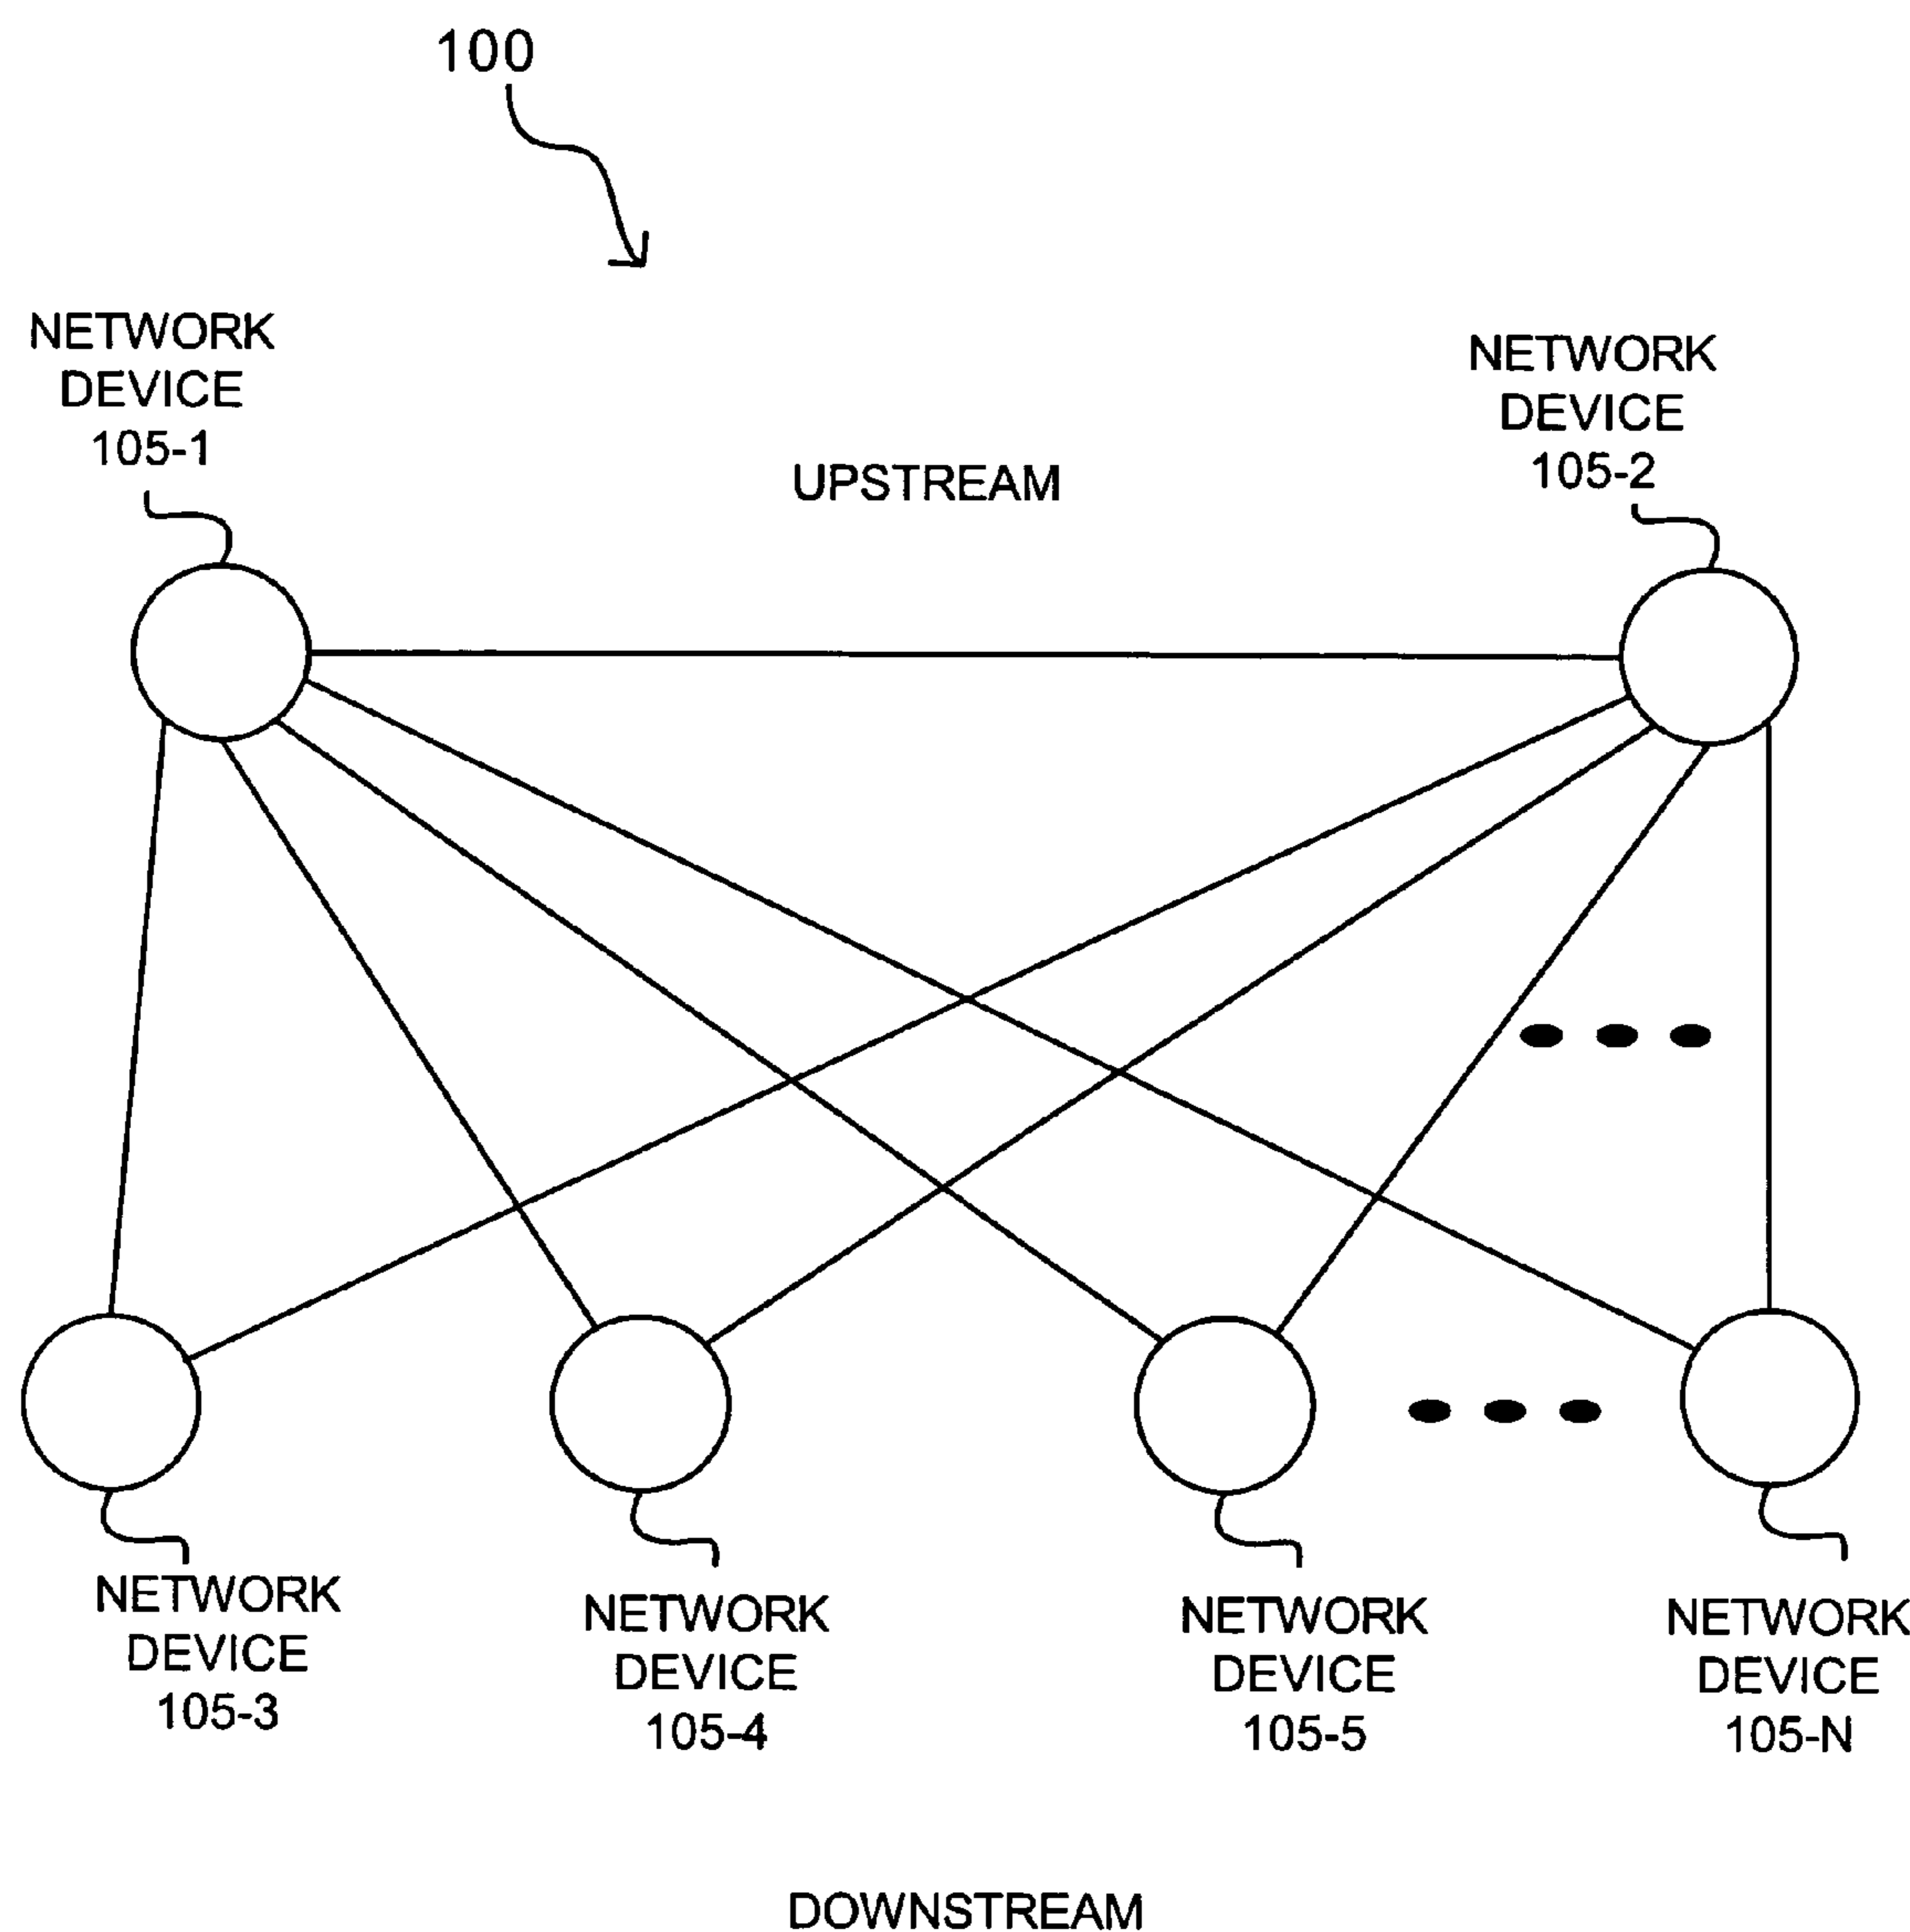 100
NETWORK
DEVICE
105-1
NETWORK
DEVICE
105-2
UPSTREAM
NETWORK
DEVICE
105-3
NETWORK
DEVICE
105-4
NETWORK
DEVICE
105-5
NETWORK
DEVICE
105-N
DOWNSTREAM